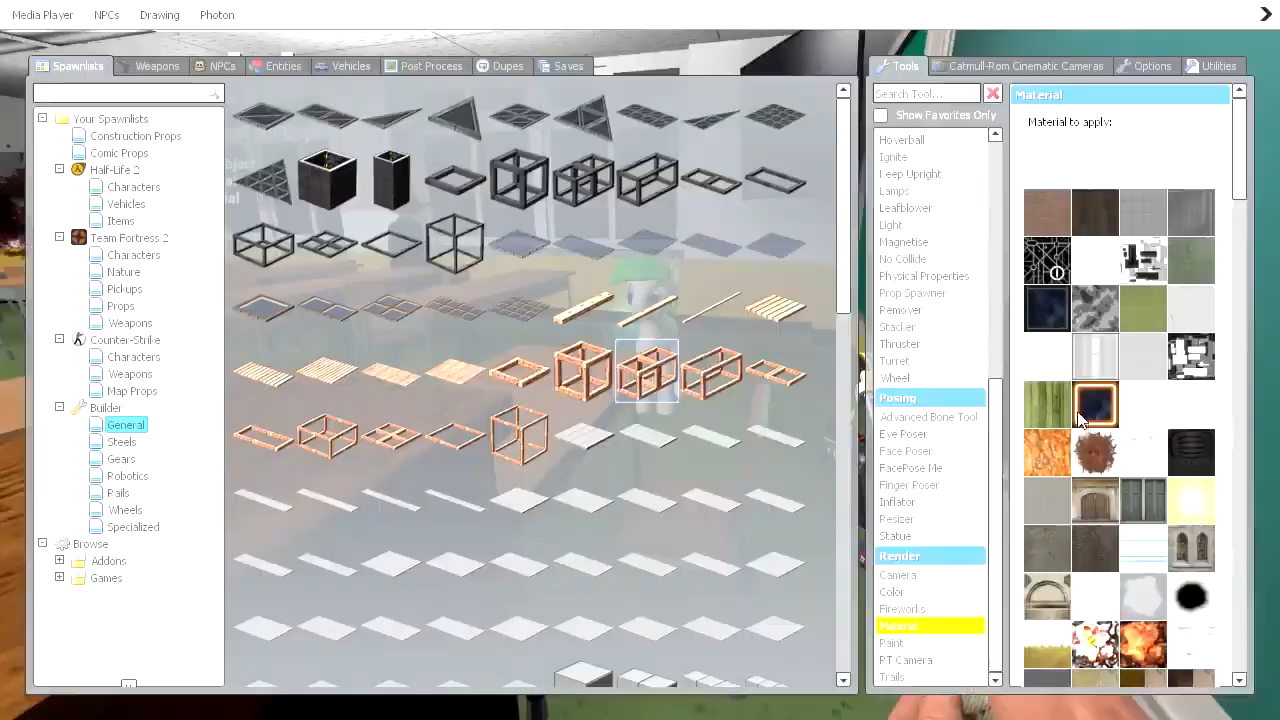 Media Player NPCs Drawing Photon
Spawnlists Weapons NPCs Entities Vehicles Post Process Dupes Saves
Your Spawnlists
Construction Props
Comic Props
Half-Life 2
Characters
Vehicles
Items
Team Fortress 2
Characters
Nature
Pickups
Props
Weapons
Counter-Strike
Characters
Weapons
Map Props
Builder
General
Steels
Gears
Robotics
Rails
Wheels
Specialized
Browse
Addons
Games
Tools Catmull-Rom Cinematic Cameras Options Utilities
Search Tool...
Show Favorites Only
Hoverball
Ignite
Keep Upright
Lamps
Leafblower
Light
Magnetise
No Collide
Physical Properties
Prop Spawner
Remover
Scaler
Stacker
Thruster
Turret
Wheel
Posing
Advanced Bone Tool
Eye Poser
Face Poser
FacePose Me
Finger Poser
Inflator
Resizer
Statue
Render
Camera
Color
Fireworks
Material
Paint
RT Camera
Trails
Material
Material to apply: